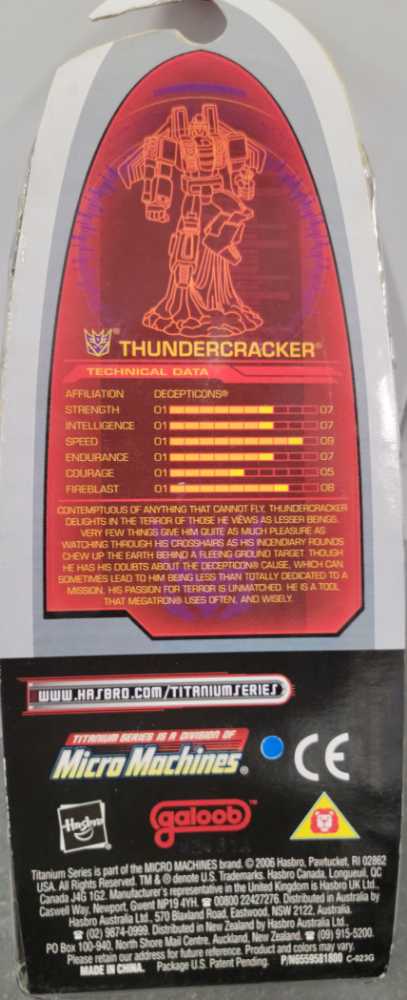 THUNDERCRACKER®
TECHNICAL DATA
AFFILIATION DECEPTICONS®
STRENGTH 01 07
INTELLIGENCE 01 07
SPEED 01 09
ENDURANCE 01 07
COURAGE 01 05
FIREBLAST 01 08
CONTEMPTUOUS OF ANYTHING THAT CANNOT FLY, THUNDERCRACKER
DELIGHTS IN THE TERROR OF THOSE HE VIEWS AS LESSER BEINGS.
VERY FEW THINGS GIVE HIM QUITE AS MUCH PLEASURE AS
WATCHING THROUGH HIS CROSSHAIRS AS HIS INCENDIARY ROUNDS
CHEW UP THE EARTH BEHIND A FLEEING GROUND TARGET. THOUGH
HE HAS HIS DOUBTS ABOUT THE DECEPTICON® CAUSE, WHICH CAN
SOMETIMES LEAD TO HIM BEING LESS THAN TOTALLY DEDICATED TO A
MISSION, HIS PASSION FOR TERROR IS UNMATCHED. HE IS A TOOL
THAT MEGATRON® USES OFTEN, AND WISELY.
WWW.HASBRO.COM/TITANIUMSERIES
TITANIUM SERIES IS A DIVISION OF
Micro Machines®
CE
Hasbro
galoob™
Titanium Series is part of the MICRO MACHINES brand. © 2006 Hasbro, Pawtucket, RI 02862
USA. All Rights Reserved. TM & ® denote U.S. Trademarks. Hasbro Canada, Longueuil, QC
Canada J4G 1G2. Manufacturer's representative in the United Kingdom is Hasbro UK Ltd.,
Caswell Way, Newport, Gwent NP19 4YH. ☎ 00800 22427276. Distributed in Australia by
Hasbro Australia Ltd., 570 Blaxland Road, Eastwood, NSW 2122, Australia.
☎ (02) 9874-0999. Distributed in New Zealand by Hasbro Australia Ltd.,
PO Box 100-940, North Shore Mail Centre, Auckland, New Zealand. ☎ (09) 915-5200.
Please retain our address for future reference. Product and colors may vary.
MADE IN CHINA. Package U.S. Patent Pending. P/N6559581800 C-023G